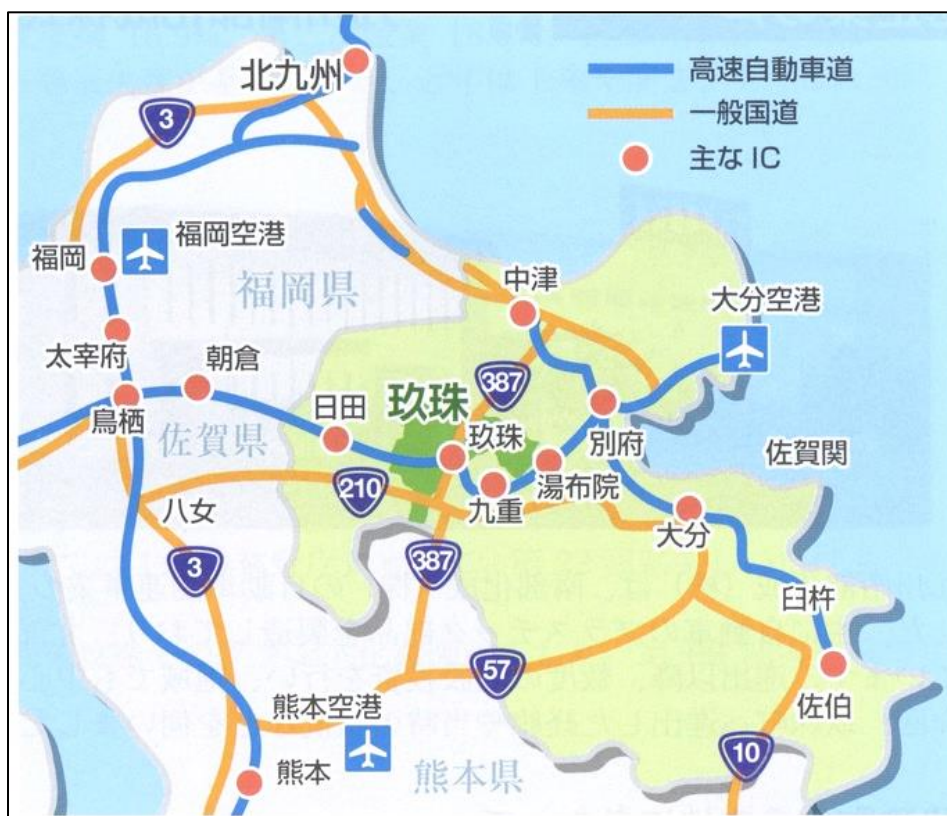 北九州
高速自動車道
一般国道
主な IC
3
福岡空港
福岡
福岡県
中津
大分空港
太宰府
朝倉
387
日田
玖珠
鳥栖
佐賀県
玖珠
別府
佐賀関
湯布院
210
九重
八女
大分
3
387
臼杵
57
佐伯
熊本空港
10
熊本
熊本県